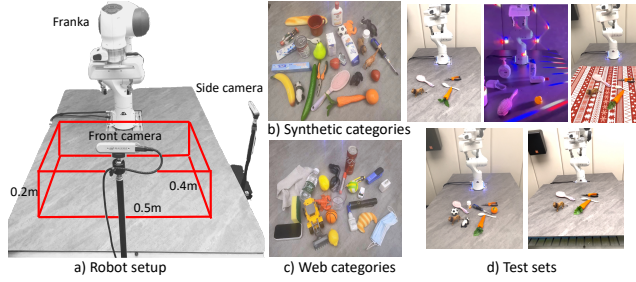 Franka
Side camera
Front camera
0.2m
0.4m
0.5m
a) Robot setup
b) Synthetic categories
c) Web categories
d) Test sets